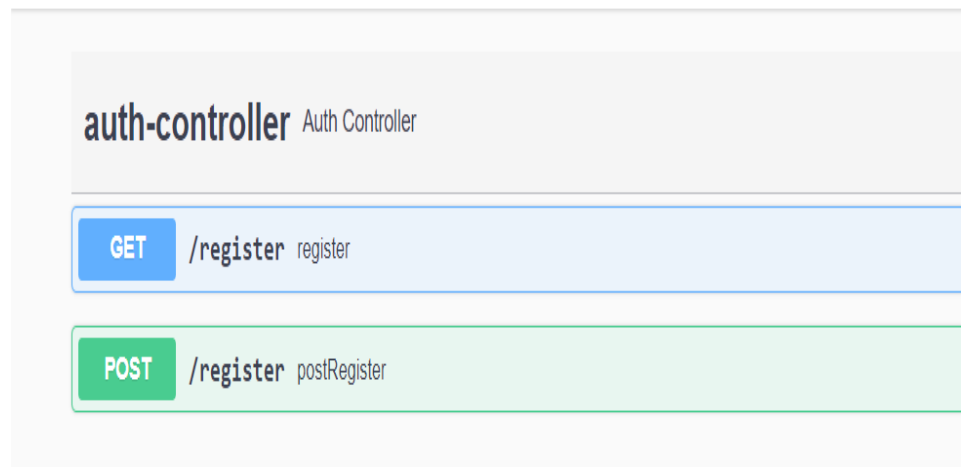 auth-controller Auth Controller
GET /register register
POST /register postRegister